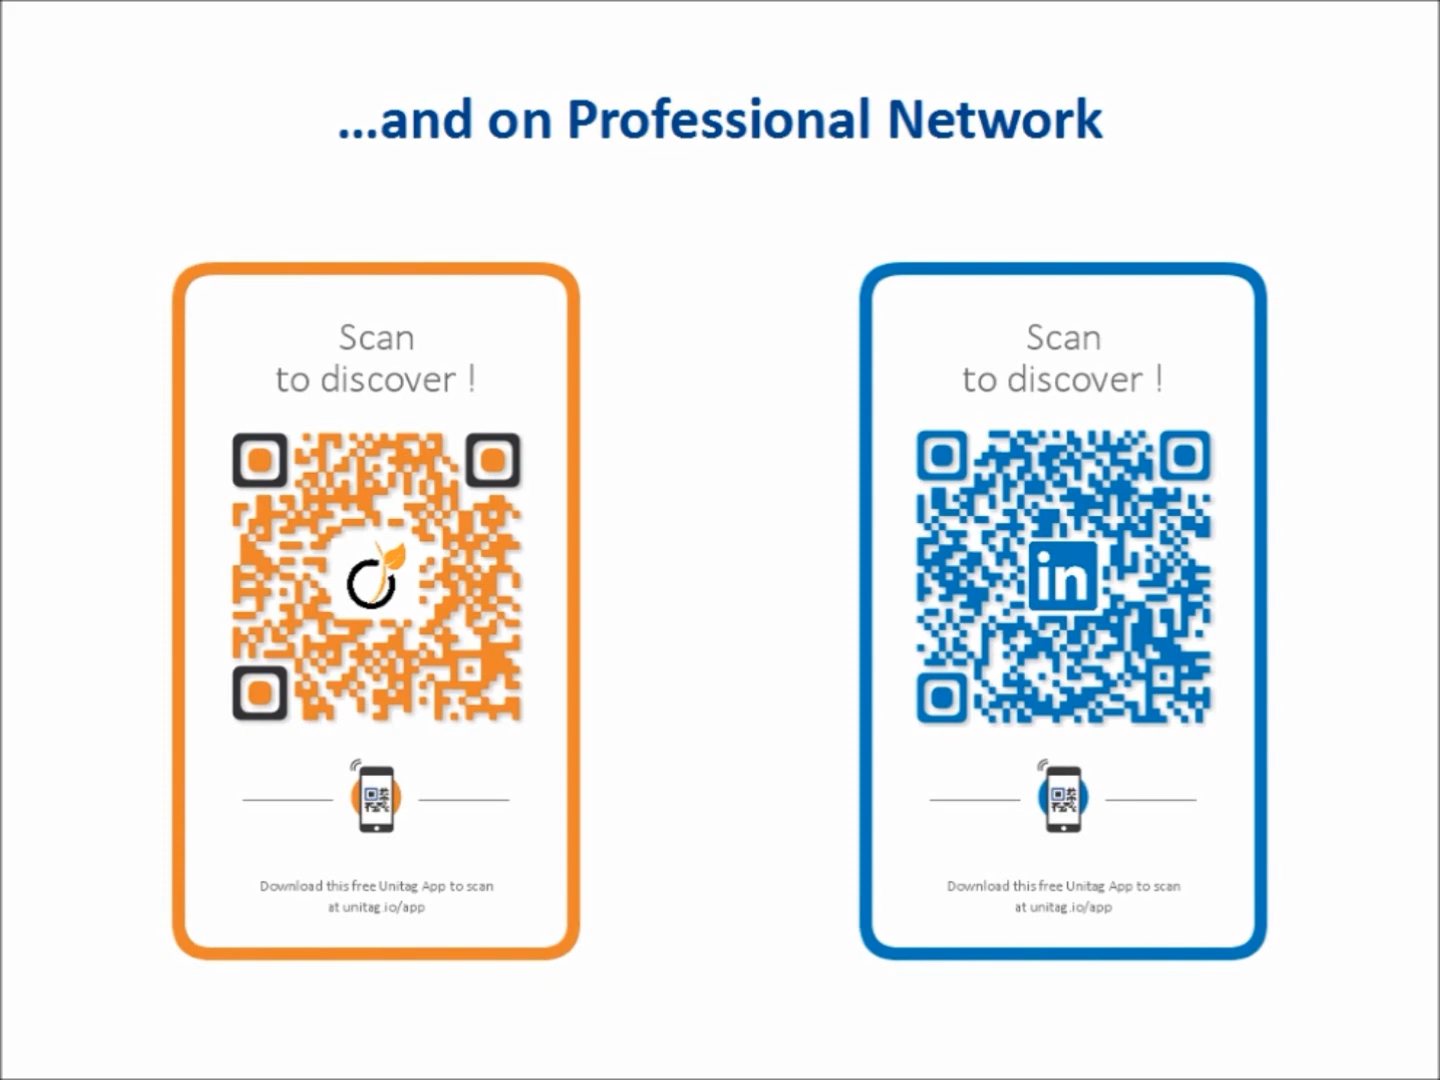 ...and on Professional Network
Scan
to discover !
in
Download this free Unitag App to scan
at unitag.io/app
Scan
to discover !
Download this free Unitag App to scan
at unitag.io/app